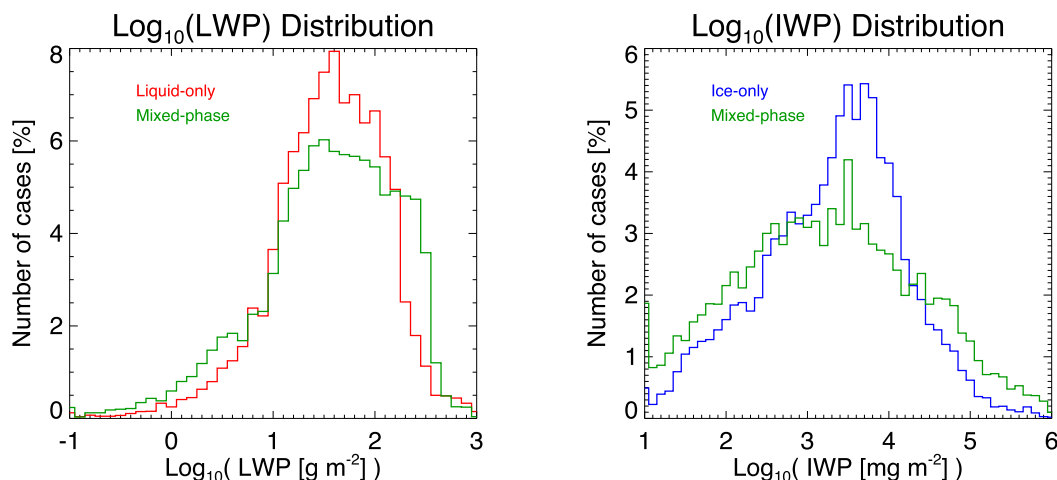 Log₁₀(LWP) Distribution
8
6
4
2
0
Number of cases [%]
Liquid-only
Mixed-phase
-1 0 1 2 3
Log₁₀( LWP [g m⁻²] )
Log₁₀(IWP) Distribution
6
5
4
3
2
1
0
Number of cases [%]
Ice-only
Mixed-phase
1 2 3 4 5 6
Log₁₀( IWP [mg m⁻²] )